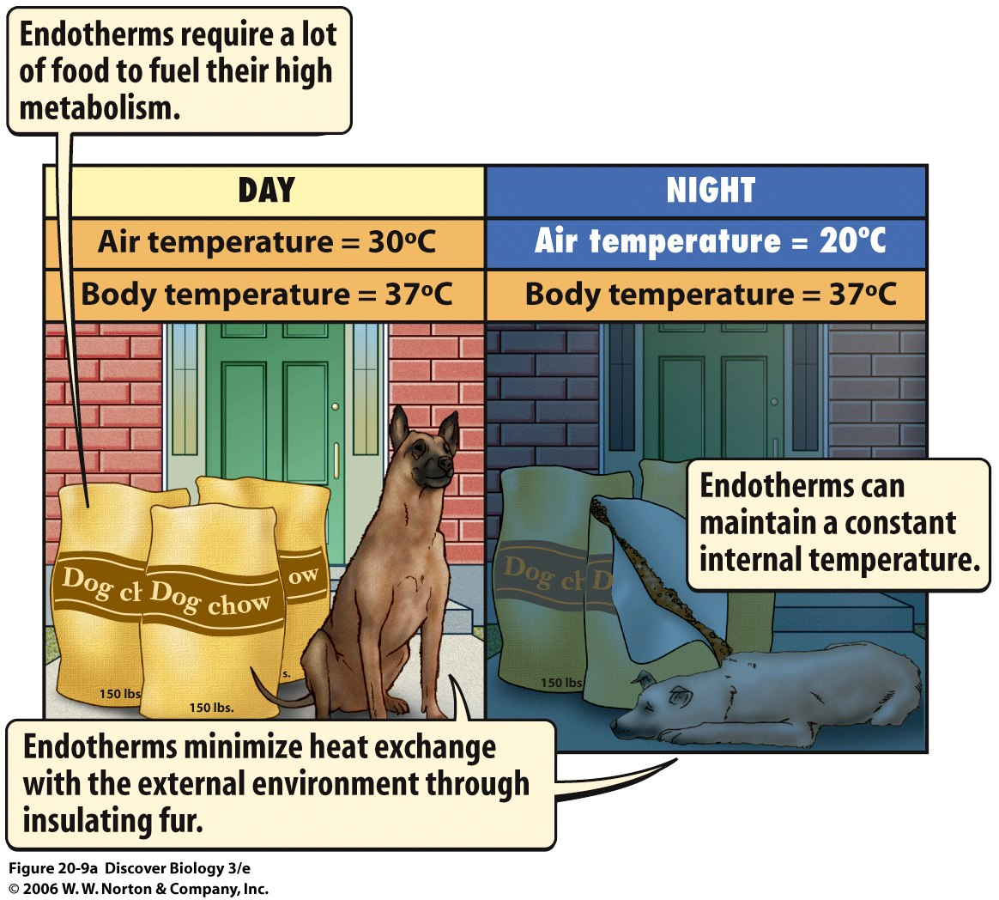 Endotherms require a lot
of food to fuel their high
metabolism.
DAY
NIGHT
Air temperature = 30ºC
Air temperature = 20ºC
Body temperature = 37ºC
Body temperature = 37ºC
Endotherms can
maintain a constant
internal temperature.
Dog ch
Dog chow
ow
Dog ch
D
s.
150 lbs
150 lbs.
150 lbs
Endotherms minimize heat exchange
with the external environment through
insulating fur.
Figure 20-9a Discover Biology 3/e
© 2006 W. W. Norton & Company, Inc.